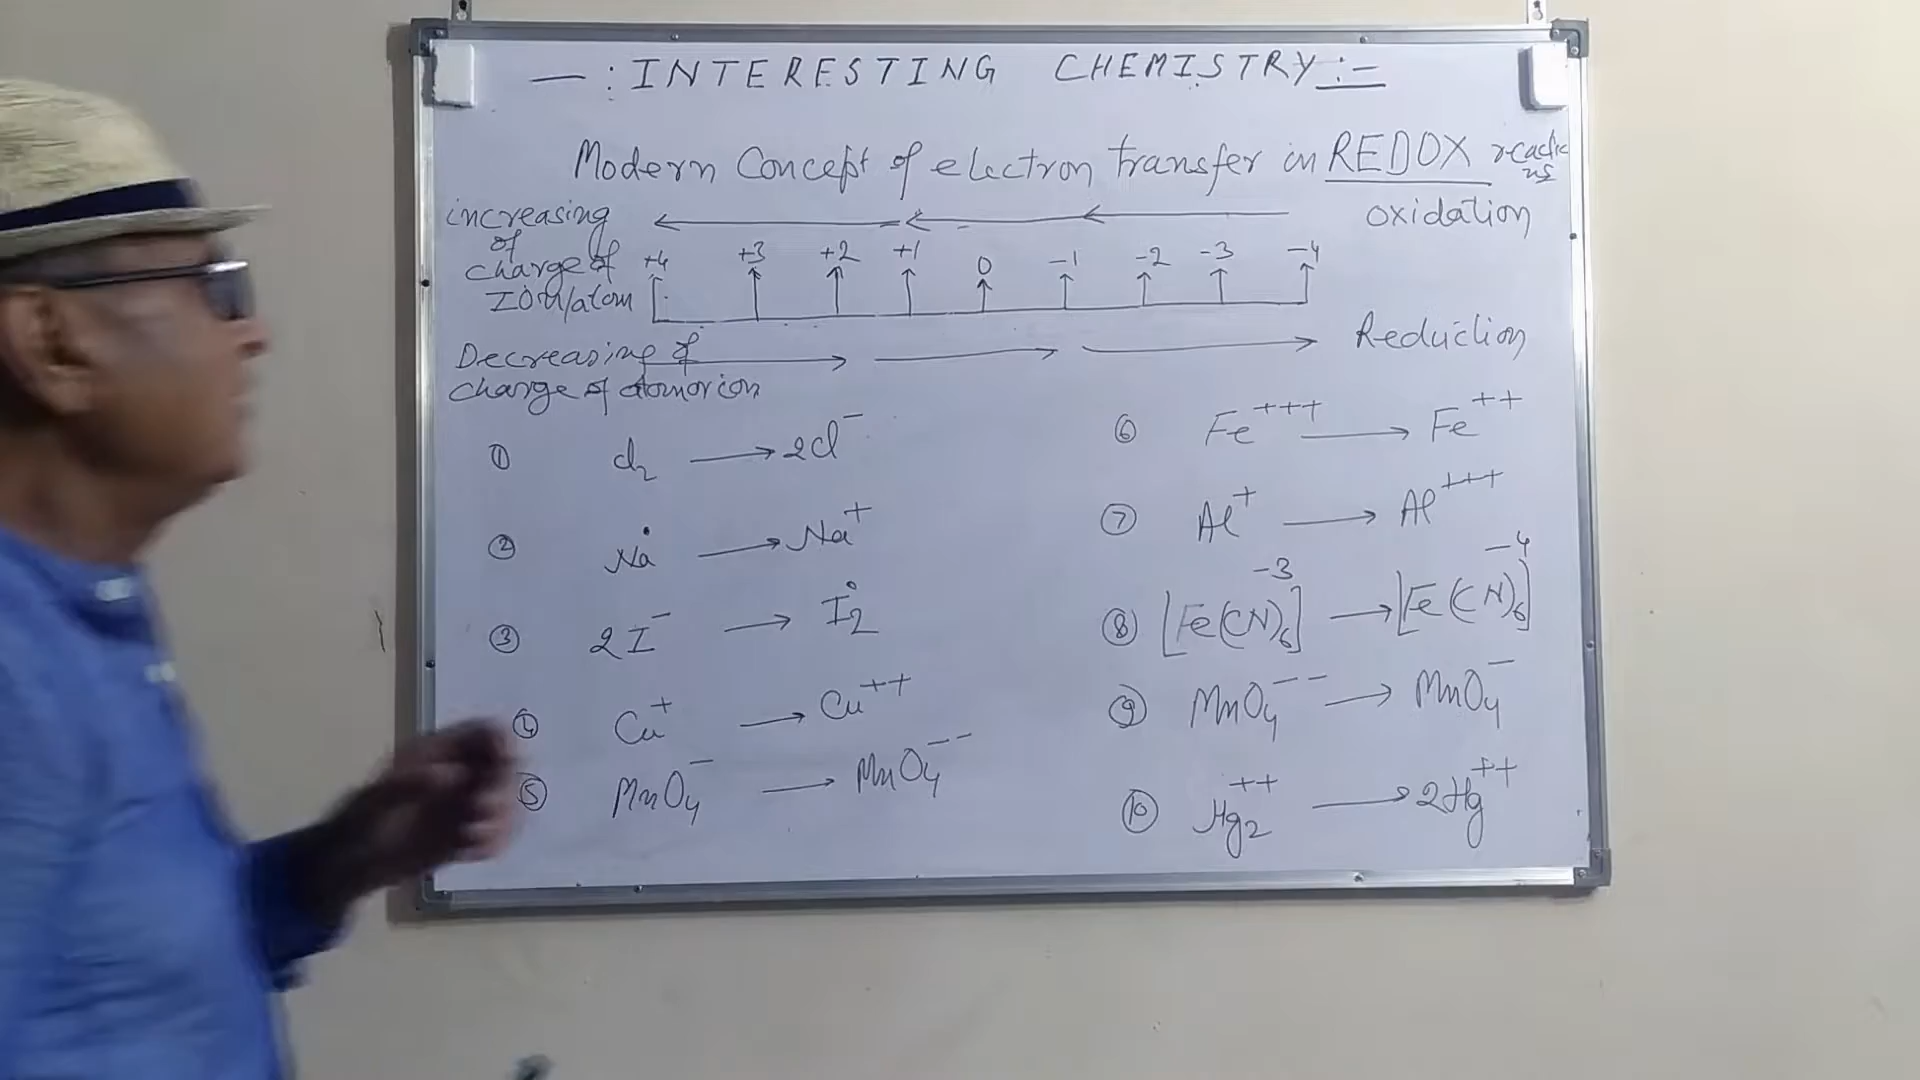 — : INTERESTING CHEMISTRY :=
Modern Concept of electron transfer in REDOX reactio
ns
increasing
of
charge of
Ion/atom
oxidation
+4 +3 +2 +1 0 -1 -2 -3 -4
Decreasing of
charge of atom or ion
Reduction
① Cl₂ ⟶ 2Cl⁻
② Na° ⟶ Na⁺
③ 2I⁻ ⟶ I₂°
④ Cu⁺ ⟶ Cu⁺⁺
⑤ MnO₄⁻ ⟶ MnO₄⁻⁻
⑥ Fe⁺⁺⁺ ⟶ Fe⁺⁺
⑦ Al⁺ ⟶ Al⁺⁺⁺
⑧ [Fe(CN)₆]⁻³ ⟶ [Fe(CN)₆]⁻⁴
⑨ MnO₄⁻⁻ ⟶ MnO₄⁻
⑩ Hg₂⁺⁺ ⟶ 2Hg⁺⁺